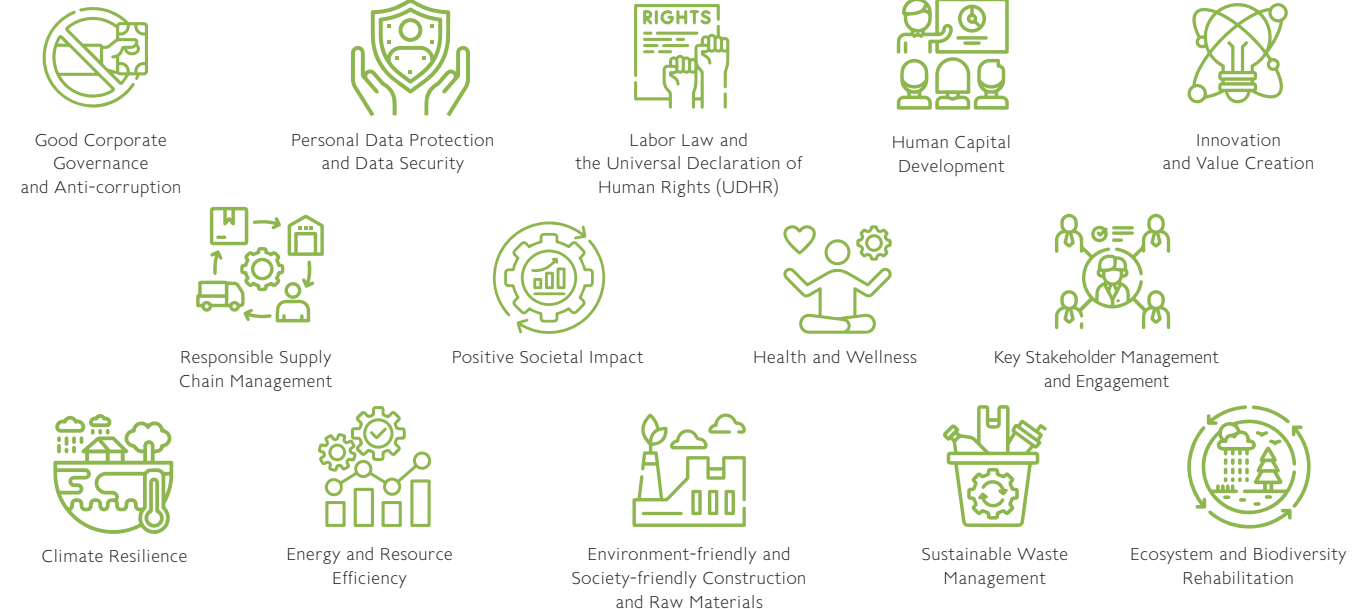 RIGHTS
Good Corporate
Governance
and Anti-corruption
Personal Data Protection
and Data Security
Labor Law and
the Universal Declaration of
Human Rights (UDHR)
Human Capital
Development
Innovation
and Value Creation
Responsible Supply
Chain Management
Positive Societal Impact
Health and Wellness
Key Stakeholder Management
and Engagement
Climate Resilience
Energy and Resource
Efficiency
Environment-friendly and
Society-friendly Construction
and Raw Materials
Sustainable Waste
Management
Ecosystem and Biodiversity
Rehabilitation